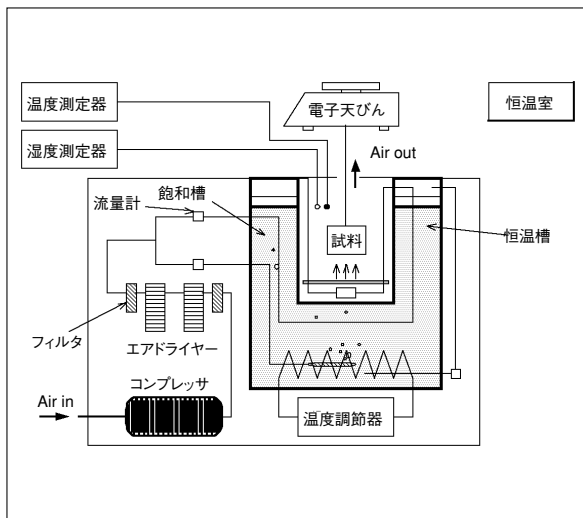 温度測定器
湿度測定器
電子天びん
恒温室
Air out
飽和槽
流量計
試料
恒温槽
フィルタ
エアドライヤー
コンプレッサ
Air in
温度調節器